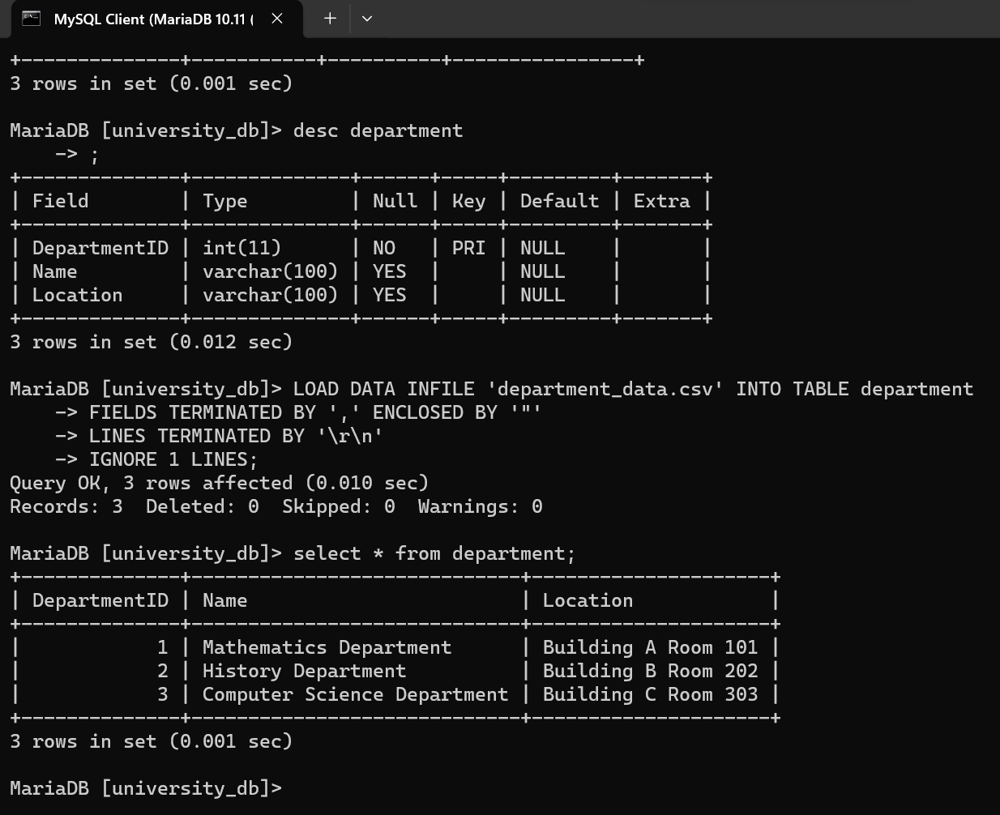 MySQL Client (MariaDB 10.11 (
+--------------+-----------+----------+----------------+
3 rows in set (0.001 sec)
MariaDB [university_db]> desc department
    -> ;
+--------------+--------------+------+-----+---------+-------+
| Field        | Type         | Null | Key | Default | Extra |
+--------------+--------------+------+-----+---------+-------+
| DepartmentID | int(11)      | NO   | PRI | NULL    |       |
| Name         | varchar(100) | YES  |     | NULL    |       |
| Location     | varchar(100) | YES  |     | NULL    |       |
+--------------+--------------+------+-----+---------+-------+
3 rows in set (0.012 sec)
MariaDB [university_db]> LOAD DATA INFILE 'department_data.csv' INTO TABLE department
    -> FIELDS TERMINATED BY ',' ENCLOSED BY '"'
    -> LINES TERMINATED BY '\r\n'
    -> IGNORE 1 LINES;
Query OK, 3 rows affected (0.010 sec)
Records: 3  Deleted: 0  Skipped: 0  Warnings: 0
MariaDB [university_db]> select * from department;
+--------------+-----------------------------+---------------------+
| DepartmentID | Name                        | Location            |
+--------------+-----------------------------+---------------------+
|            1 | Mathematics Department      | Building A Room 101 |
|            2 | History Department          | Building B Room 202 |
|            3 | Computer Science Department | Building C Room 303 |
+--------------+-----------------------------+---------------------+
3 rows in set (0.001 sec)
MariaDB [university_db]>